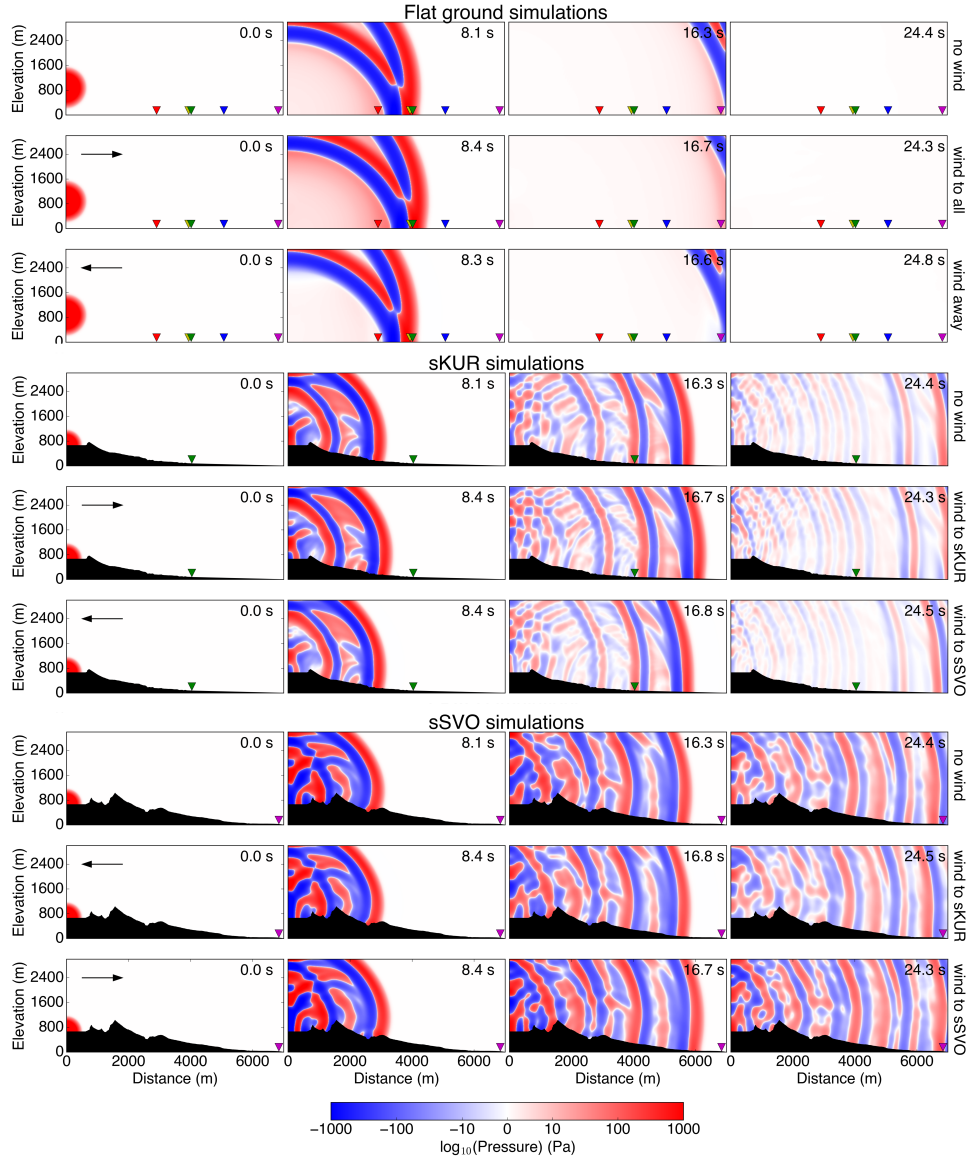 Flat ground simulations
Elevation (m)
2400
1600
800
0
0.0 s
8.1 s
16.3 s
24.4 s
no wind
Elevation (m)
2400
1600
800
0
0.0 s
8.4 s
16.7 s
24.3 s
wind to all
Elevation (m)
2400
1600
800
0
0.0 s
8.3 s
16.6 s
24.8 s
wind away
sKUR simulations
Elevation (m)
2400
1600
800
0
0.0 s
8.1 s
16.3 s
24.4 s
no wind
Elevation (m)
2400
1600
800
0
0.0 s
8.4 s
16.7 s
24.3 s
wind to sKUR
Elevation (m)
2400
1600
800
0
0.0 s
8.4 s
16.8 s
24.5 s
wind to sSVO
sSVO simulations
Elevation (m)
2400
1600
800
0
0.0 s
8.1 s
16.3 s
24.4 s
no wind
Elevation (m)
2400
1600
800
0
0.0 s
8.4 s
16.8 s
24.5 s
wind to sKUR
Elevation (m)
2400
1600
800
0
0.0 s
8.4 s
16.7 s
24.3 s
wind to sSVO
0 2000 4000 6000
2000 4000 6000
2000 4000 6000
2000 4000 6000
Distance (m) Distance (m) Distance (m) Distance (m)
−1000 −100 −10 0 10 100 1000
log₁₀(Pressure) (Pa)